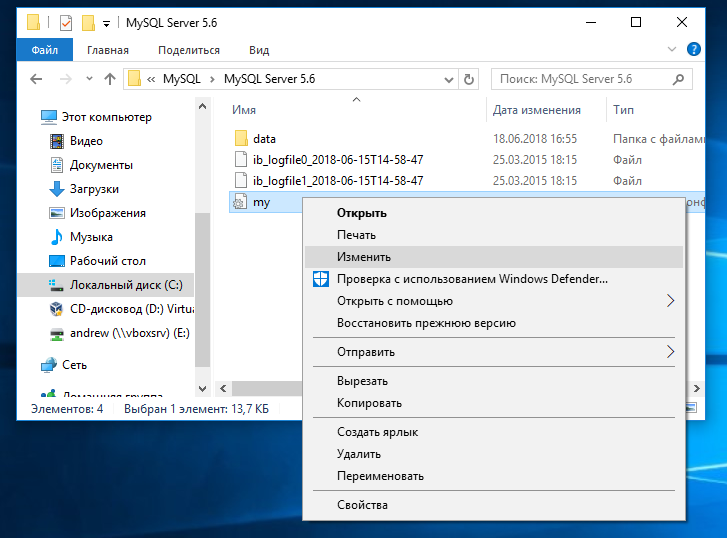 MySQL Server 5.6
Файл Главная Поделиться Вид
« MySQL MySQL Server 5.6 Поиск: MySQL Server 5.6
Имя Дата изменения Тип
Этот компьютер
Видео
Документы
Загрузки
Изображения
Музыка
Рабочий стол
Локальный диск (C:)
CD-дисковод (D:) Virtua
andrew (\\vboxsrv) (E:)
Сеть
Домашняя группа
data 18.06.2018 16:55 Папка с файлами
ib_logfile0_2018-06-15T14-58-47 25.03.2015 18:15 Файл
ib_logfile1_2018-06-15T14-58-47 25.03.2015 18:15 Файл
my
Открыть
Печать
Изменить
Проверка с использованием Windows Defender...
Открыть с помощью
Восстановить прежнюю версию
Отправить
Вырезать
Копировать
Создать ярлык
Удалить
Переименовать
Свойства
Элементов: 4 Выбран 1 элемент: 13,7 КБ